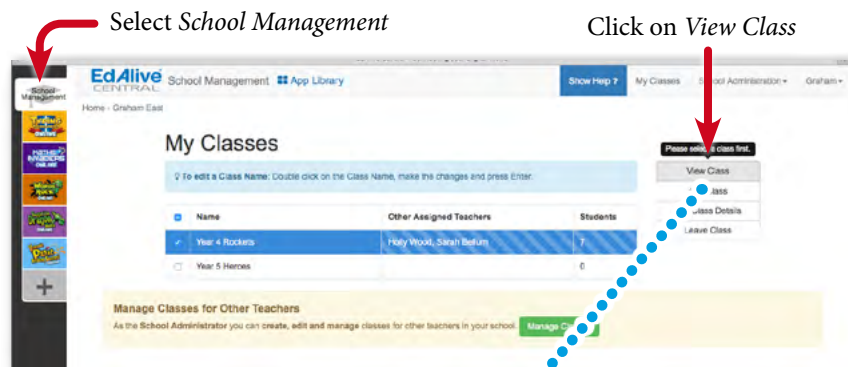 Select School Management
Click on View Class
School Management
EdAlive CENTRAL School Management App Library Show Help ? My Classes School Administration Graham
Home - Graham East
My Classes
Please select class first.
To edit a Class Name: Double click on the Class Name, make the changes and press Enter.
View Class
Class
Class Details
Leave Class
Name Other Assigned Teachers Students
Year 4 Rockets Holly Wood, Sarah Bellum 7
Year 5 Heroes 0
Manage Classes for Other Teachers
As the School Administrator you can create, edit and manage classes for other teachers in your school. Manage